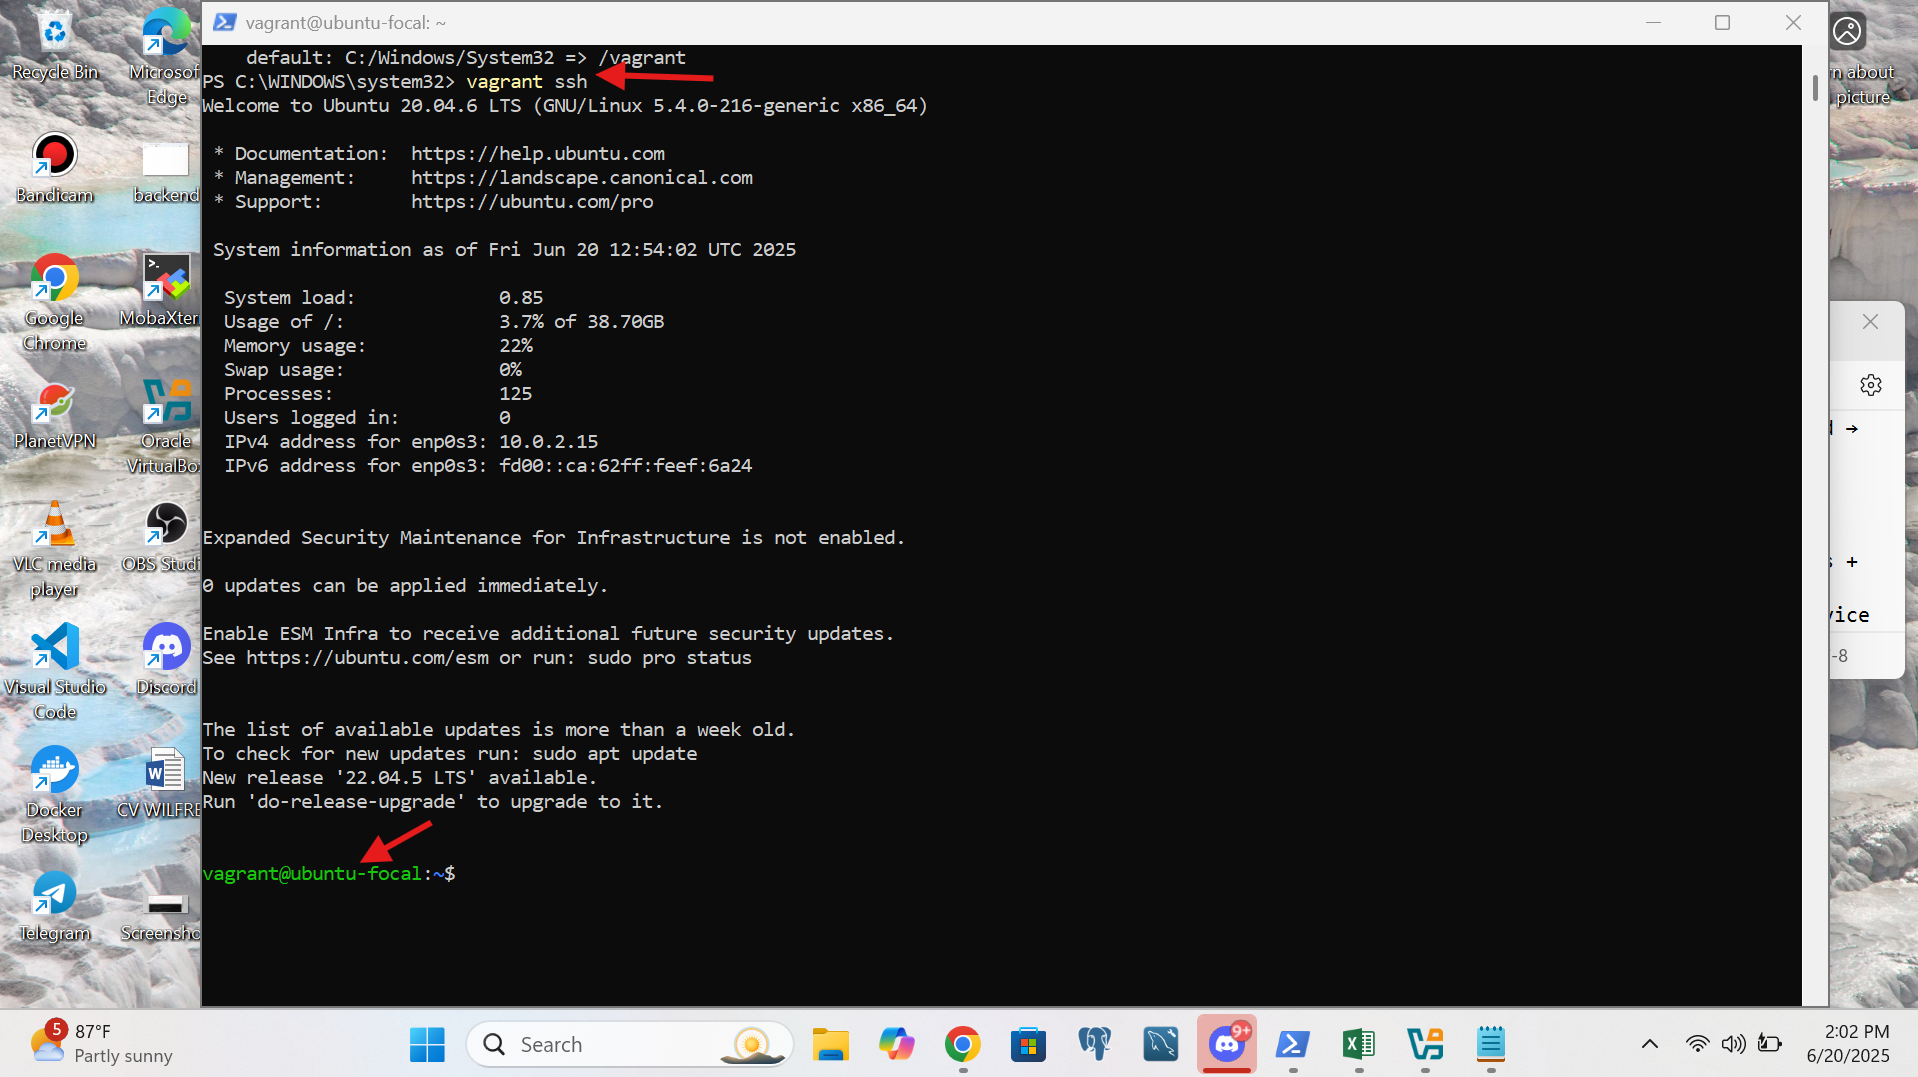 vagrant@ubuntu-focal: ~
default: C:/Windows/System32 => /vagrant
PS C:\WINDOWS\system32> vagrant ssh
Welcome to Ubuntu 20.04.6 LTS (GNU/Linux 5.4.0-216-generic x86_64)
* Documentation: https://help.ubuntu.com
* Management: https://landscape.canonical.com
* Support: https://ubuntu.com/pro
System information as of Fri Jun 20 12:54:02 UTC 2025
System load: 0.85
Usage of /: 3.7% of 38.70GB
Memory usage: 22%
Swap usage: 0%
Processes: 125
Users logged in: 0
IPv4 address for enp0s3: 10.0.2.15
IPv6 address for enp0s3: fd00::ca:62ff:feef:6a24
Expanded Security Maintenance for Infrastructure is not enabled.
0 updates can be applied immediately.
Enable ESM Infra to receive additional future security updates.
See https://ubuntu.com/esm or run: sudo pro status
The list of available updates is more than a week old.
To check for new updates run: sudo apt update
New release '22.04.5 LTS' available.
Run 'do-release-upgrade' to upgrade to it.
vagrant@ubuntu-focal:~$
Recycle Bin
Microsof
Edge
Bandicam
backend
Google
Chrome
MobaXter
PlanetVPN
Oracle
VirtualBo
VLC media
player
OBS Studi
Visual Studio
Code
Discord
Docker
Desktop
CV WILFRE
Telegram
Screensho
n about
picture
→
s +
vice
-8
5
87°F
Partly sunny
Search
9+
2:02 PM
6/20/2025